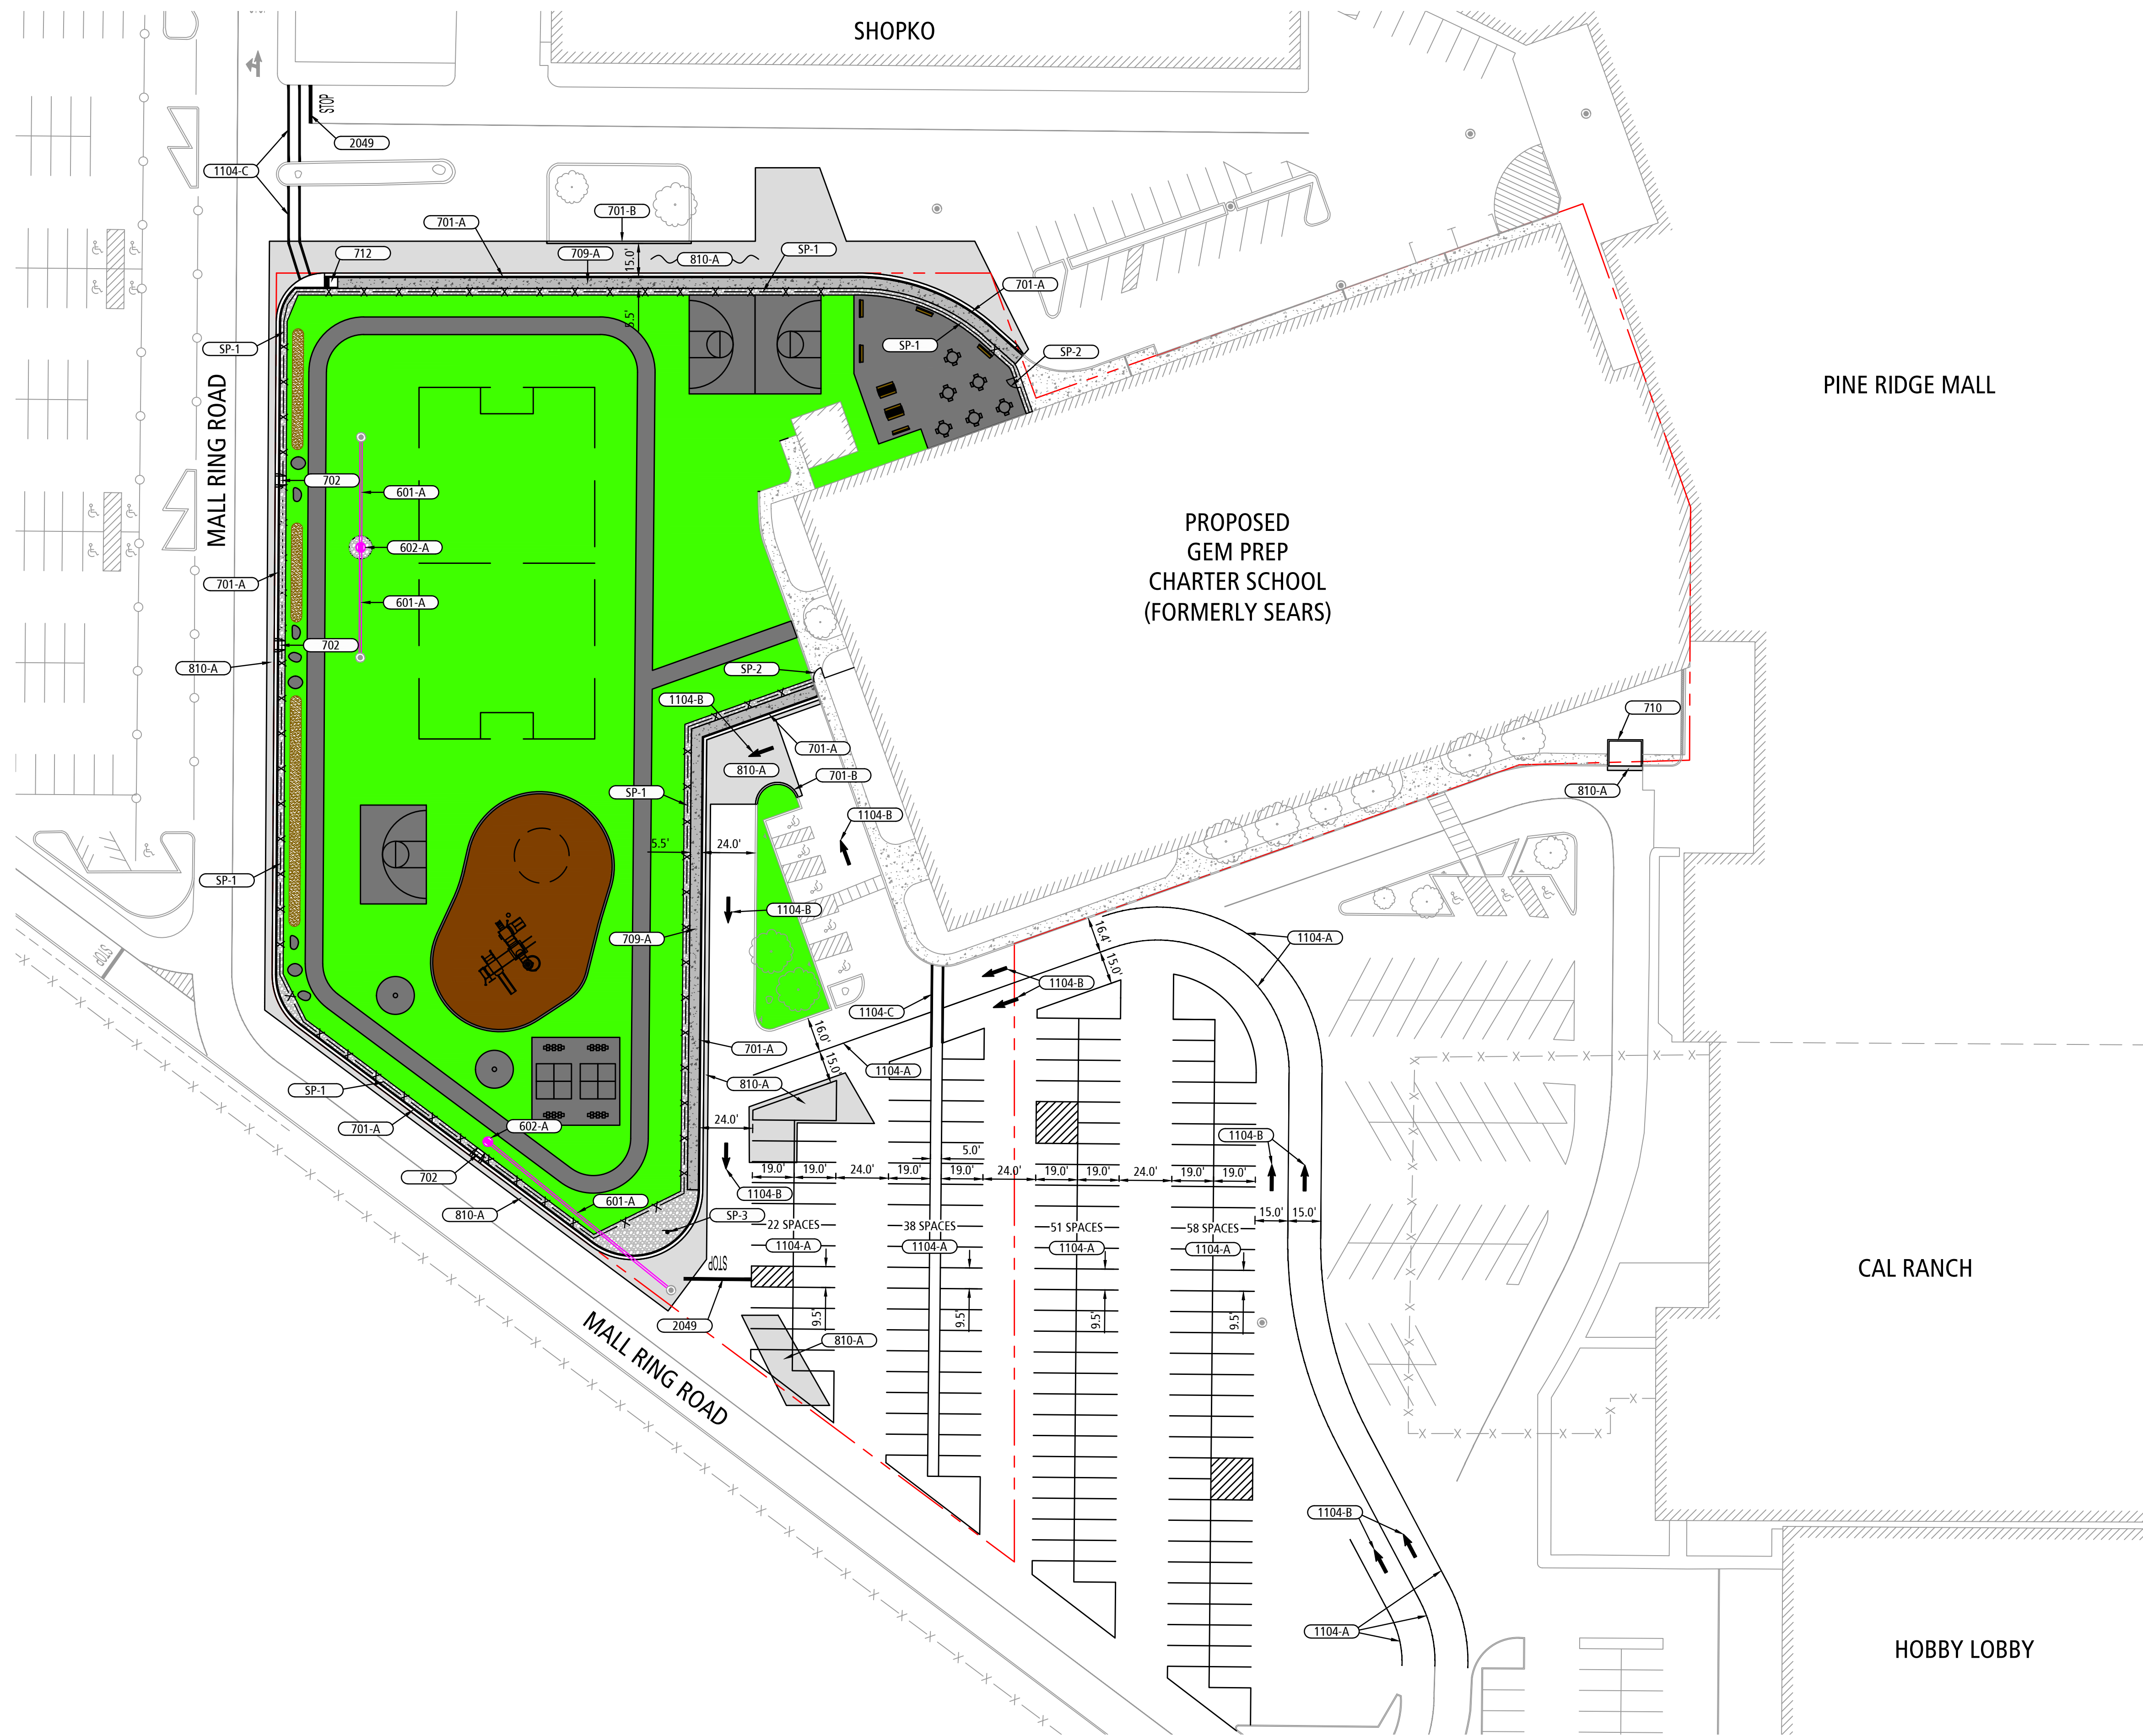 SHOPKO
STOP
2049
1104-C
701-B
701-A
712
709-A
15.0'
810-A
SP-1
701-A
5.5'
SP-1
SP-1
SP-2
PINE RIDGE MALL
MALL RING ROAD
702
601-A
PROPOSED
GEM PREP
CHARTER SCHOOL
(FORMERLY SEARS)
602-A
701-A
601-A
702
810-A
SP-2
1104-B
710
701-A
810-A
701-B
SP-1
810-A
1104-B
5.5'
24.0'
SP-1
1104-B
709-A
16.4'
15.0'
1104-A
STOP
1104-B
1104-C
16.0'
15.0'
701-A
1104-A
SP-1
810-A
701-A
602-A
24.0'
1104-B
5.0'
702
19.0'
19.0'
24.0'
19.0'
19.0'
24.0'
19.0'
19.0'
24.0'
19.0'
19.0'
1104-B
601-A
810-A
SP-3
22 SPACES
38 SPACES
51 SPACES
58 SPACES
15.0'
15.0'
1104-A
1104-A
1104-A
1104-A
STOP
CAL RANCH
9.5'
9.5'
9.5'
9.5'
2049
810-A
MALL RING ROAD
1104-B
1104-A
HOBBY LOBBY